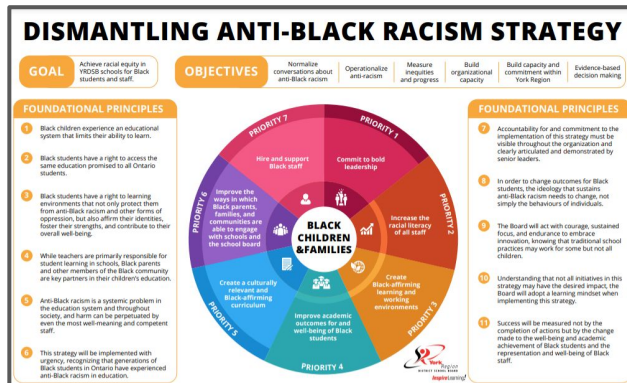 DISMANTLING ANTI-BLACK RACISM STRATEGY
GOAL
Achieve racial equity in
YRDSB schools for Black
students and staff.
OBJECTIVES
Normalize
conversations about
anti-Black racism
Operationalize
anti-racism
Measure
inequities
and progress
Build
organizational
capacity
Build capacity and
commitment within
York Region
Evidence-based
decision making
FOUNDATIONAL PRINCIPLES
1
Black children experience an educational
system that limits their ability to learn.
2
Black students have a right to access the
same education promised to all Ontario
students.
3
Black students have a right to learning
environments that not only protect them
from anti-Black racism and other forms of
oppression, but also affirm their identities,
foster their strengths, and contribute to their
overall well-being.
4
While teachers are primarily responsible for
student learning in schools, Black parents
and other members of the Black community
are key partners in their children's education.
5
Anti-Black racism is a systemic problem in
the education system and throughout
society, and harm can be perpetuated by
even the most well-meaning and competent
staff.
6
This strategy will be implemented with
urgency, recognizing that generations of
Black students in Ontario have experienced
anti-Black racism in education.
PRIORITY 1
Commit to bold
leadership
PRIORITY 2
Increase the
racial literacy
of all staff
PRIORITY 3
Create
Black-affirming
learning and
working
environments
PRIORITY 4
Improve academic
outcomes for and
well-being of Black
students
PRIORITY 5
Create a culturally
relevant and
Black-affirming
curriculum
PRIORITY 6
Improve the
ways in which
Black parents,
families, and
communities are
able to engage
with schools and
the school board
PRIORITY 7
Hire and support
Black staff
BLACK
CHILDREN
&FAMILIES
FOUNDATIONAL PRINCIPLES
7
Accountability for and commitment to the
implementation of this strategy must be
visible throughout the organization and
clearly articulated and demonstrated by
senior leaders.
8
In order to change outcomes for Black
students, the ideology that sustains
anti-Black racism needs to change, not
simply the behaviours of individuals.
9
The Board will act with courage, sustained
focus, and endurance to embrace
innovation, knowing that traditional school
practices may work for some but not all
children.
10
Understanding that not all initiatives in this
strategy may have the desired impact, the
Board will adopt a learning mindset when
implementing this strategy.
11
Success will be measured not by the
completion of actions but by the change
made to the well-being and academic
achievement of Black students and the
representation and well-being of Black
staff.
York
Region
DISTRICT SCHOOL BOARD
InspireLearning!